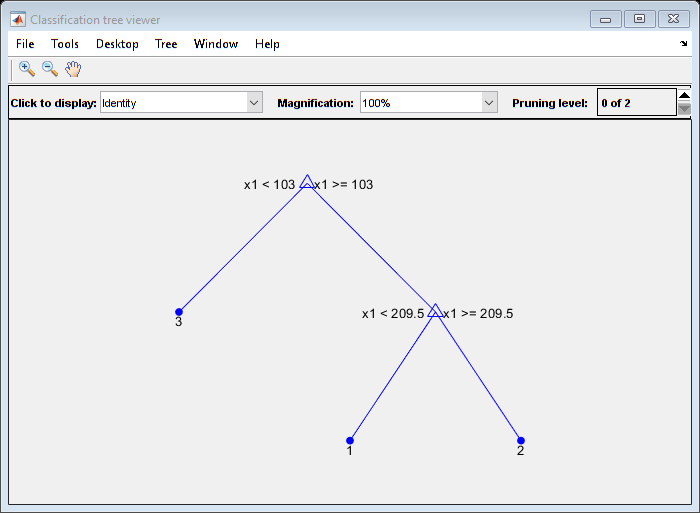 Classification tree viewer
File Tools Desktop Tree Window Help
Click to display: Identity Magnification: 100% Pruning level: 0 of 2
x1 < 103 x1 >= 103
3
x1 < 209.5 x1 >= 209.5
1 2